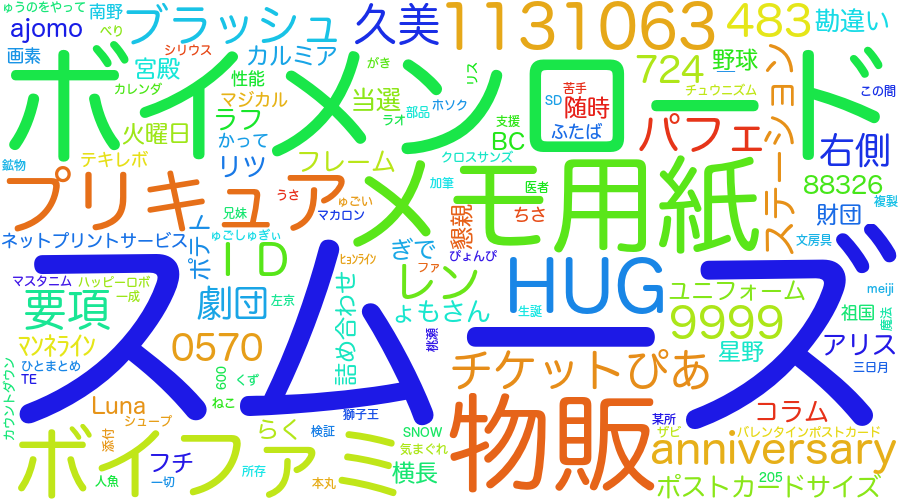 ゅうのをやって 南野 ブラッシュ 久美 1131063 483 勘違い
ajomo べり シリウス カルミア
画素 宮殿 がき 724 野球 ステーション この間
カレンダ 性能 ボイメンロード リス 苦手 一
マジカル 当選 ラオ 部品 ホソク SD 随時 チュウニズム
火曜日 ラフ 支援 BC ふたば パフェ 右側
鉱物 テキレボ かって リツ フレーム クロスサンズ 88326
プリキュア うさ ゅごい 加筆 医者 メモ用紙 複製
兄妹 マカロン 懇親 ちさ 財団
ネットプリントサービス ポテト ゅごしゅぎぃ ぎで ぴょんぴ 文房具
マスタニム ハッピーロボ ID ヒョンライン ファ レン HUG スムーズ
要項 一成 劇団 左京 詰め合わせ ょもさん 生誕 ユニフォーム meiji
マンネライン 0570 桃瀬 9999 祖国 魔法
ひとまとめ 星野 アリス
カウントダウン TE 600 くず チケットぴあ 三日月
Luna ねこ 獅子王 コラム
シュープ 某所
添付 ボイファミ らく 検証 SNOW 物販 ザビ バレンタインポストカード
フチ 気まぐれ anniversary
人魚 一切 所存 本丸 横長 ポストカードサイズ 205